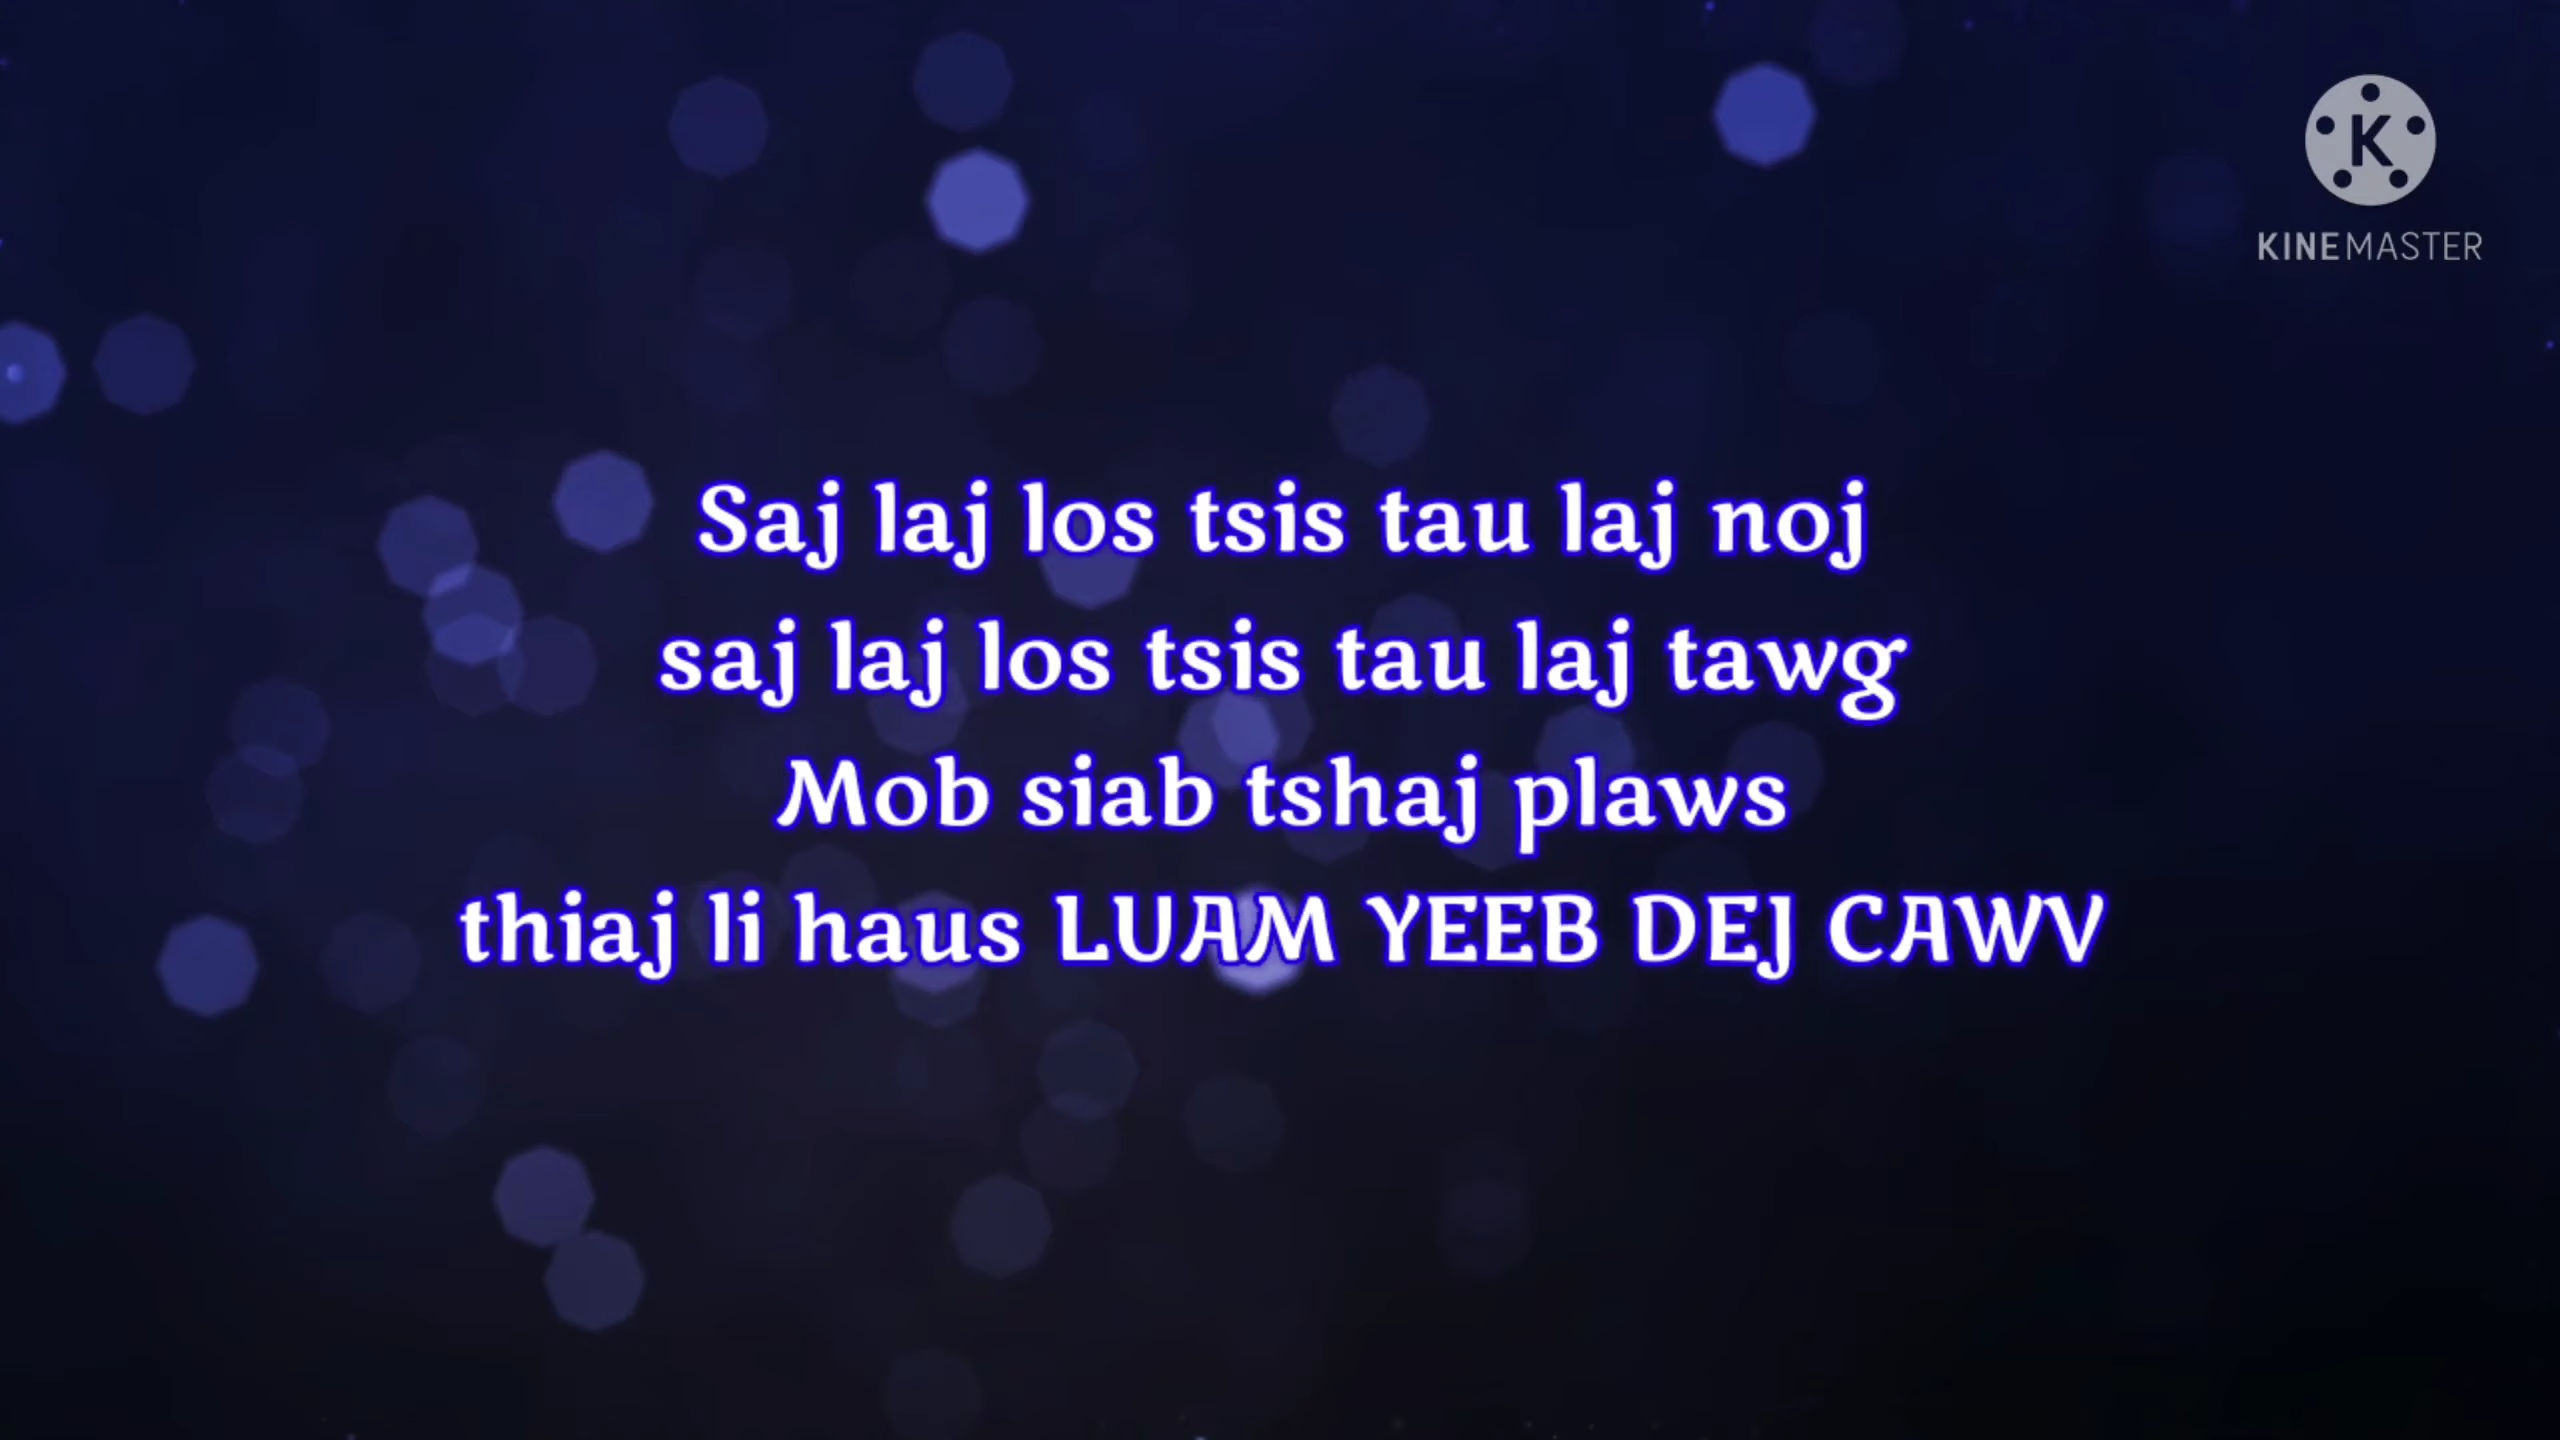 KINEMASTER
Saj laj los tsis tau laj noj
saj laj los tsis tau laj tawg
Mob siab tshaj plaws
thiaj li haus LUAM YEEB DEJ CAWV